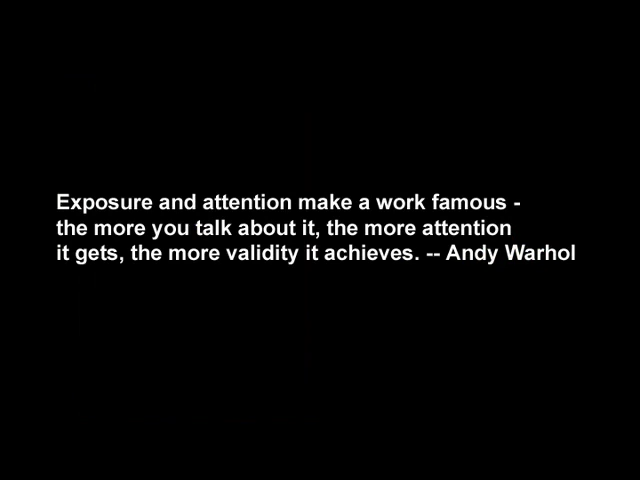 Exposure and attention make a work famous -
the more you talk about it, the more attention
it gets, the more validity it achieves. -- Andy Warhol